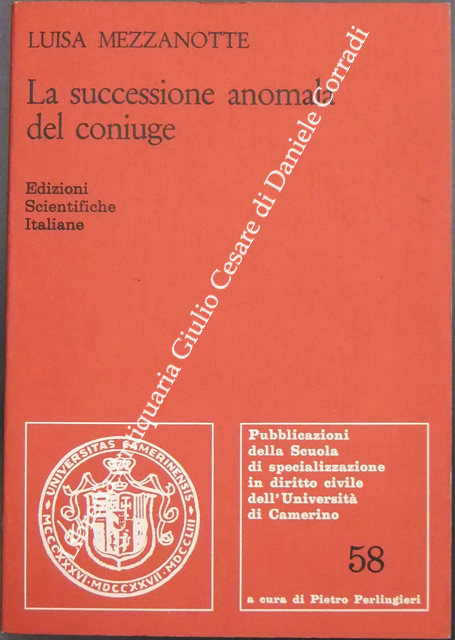 LUISA MEZZANOTTE
La successione anomala
del coniuge
Edizioni
Scientifiche
Italiane
Antiquaria Giulio Cesare di Daniele Corradi
UNIVERSITAS CAMERINENSIS
MCCCXXXVI·MDCCXXVII·MDCCLIII
Pubblicazioni
della Scuola
di specializzazione
in diritto civile
dell'Università
di Camerino
58
a cura di Pietro Perlingieri